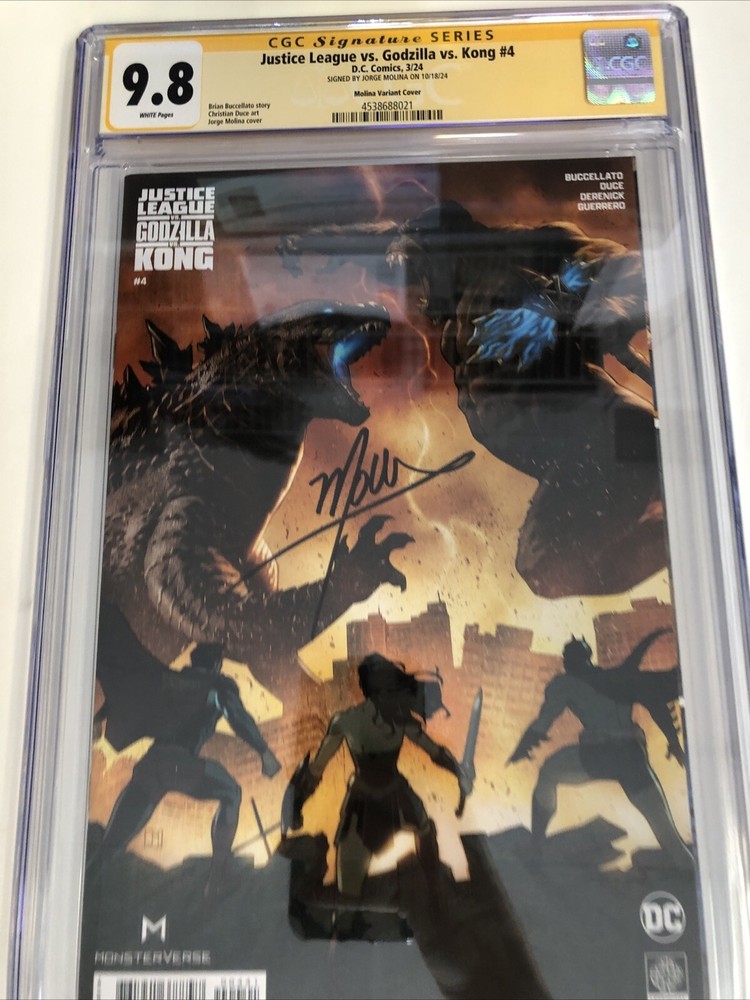 CGC Signature SERIES
Justice League vs. Godzilla vs. Kong #4
D.C. Comics, 3/24
SIGNED BY JORGE MOLINA ON 10/18/24
Molina Variant Cover
4538688021
9.8
WHITE Pages
Brian Buccellato story
Christian Duce art
Jorge Molina cover
CGC
JUSTICE
LEAGUE
VS.
GODZILLA
VS.
KONG
#4
BUCCELLATO
DUCE
DERENICK
GUERRERO
M
MONSTERVERSE
DC